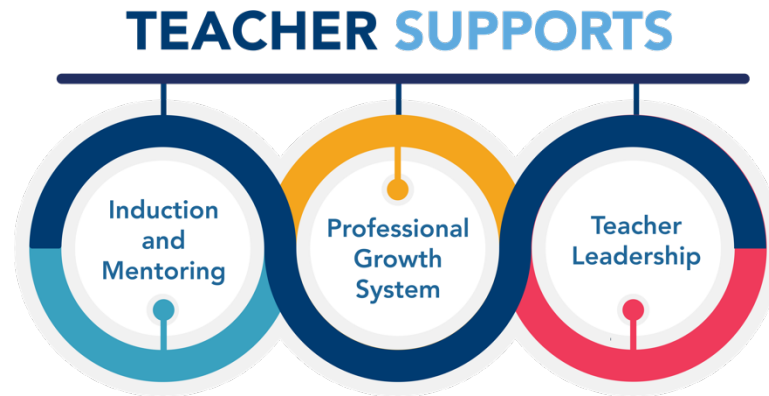 TEACHER SUPPORTS
Induction
and
Mentoring
Professional
Growth
System
Teacher
Leadership